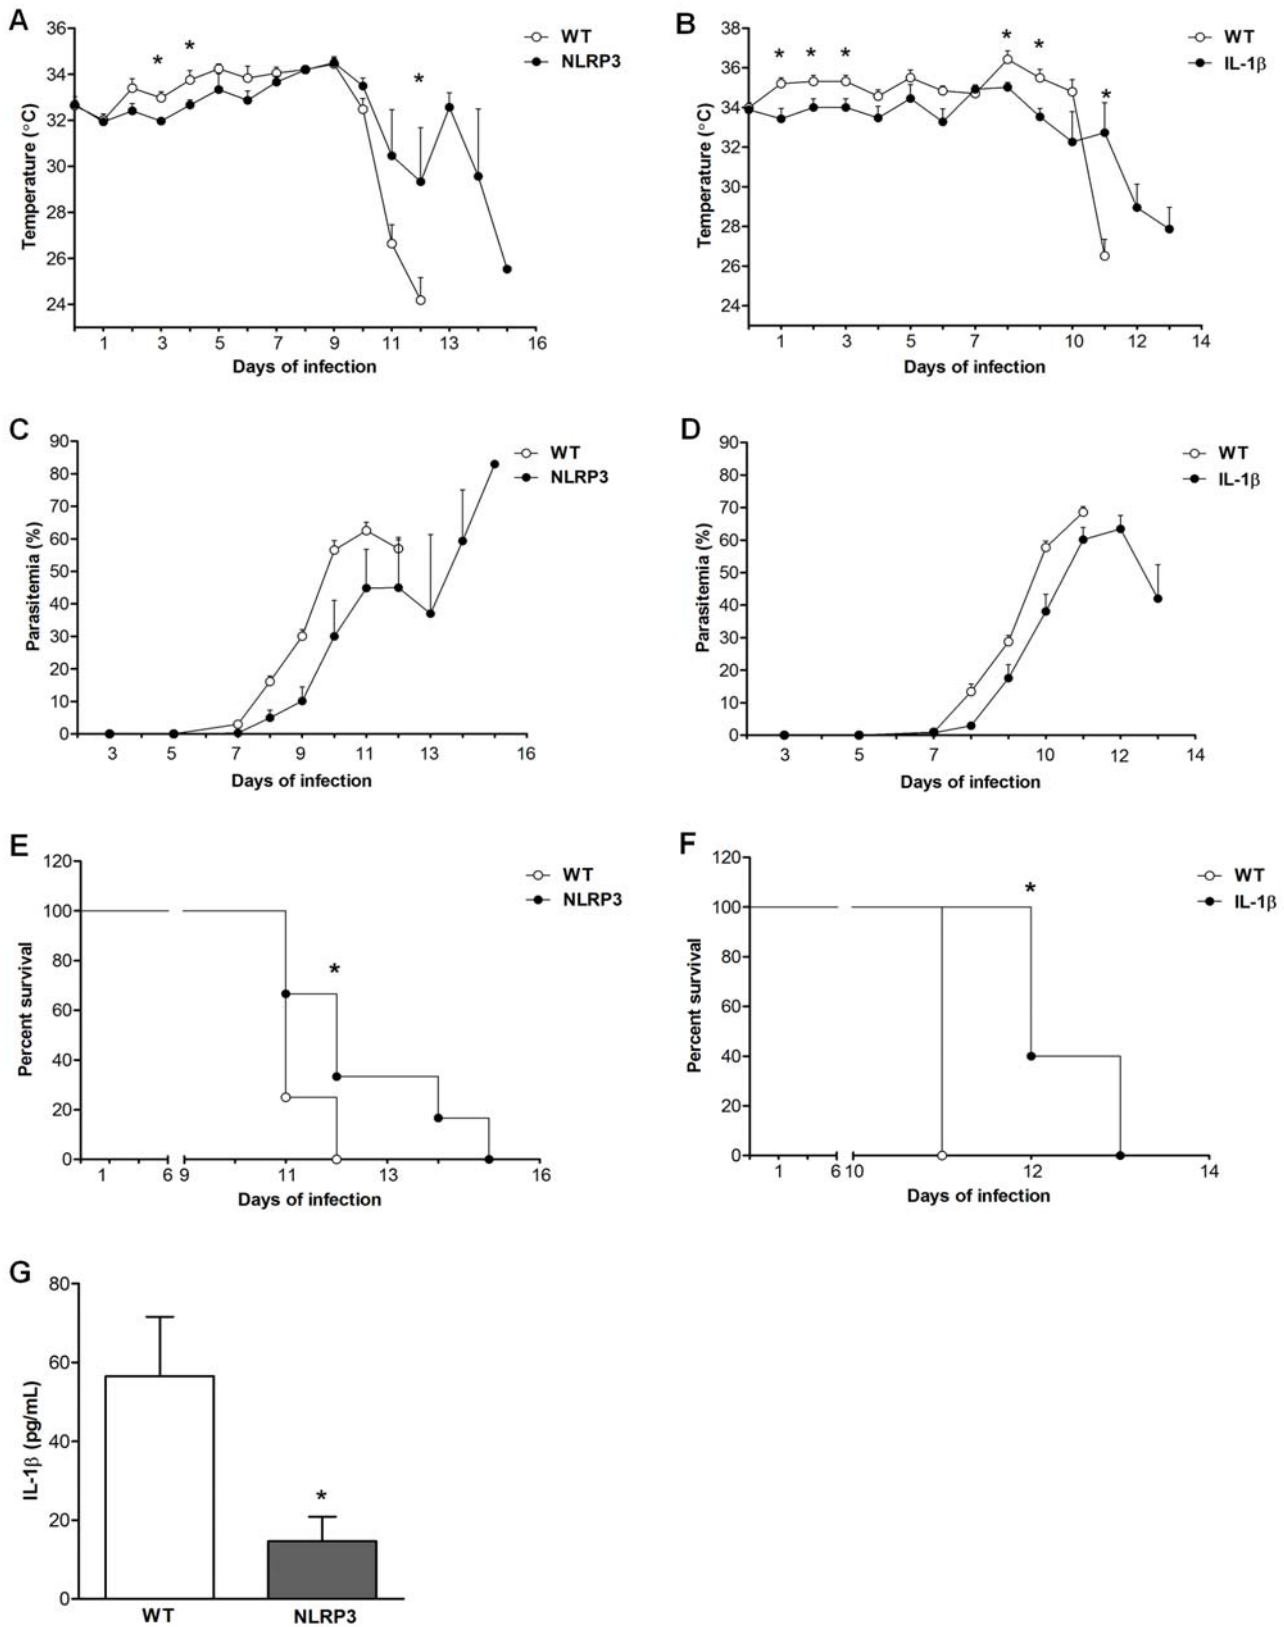 A
WT
NLRP3
Temperature (°C)
36
34
32
30
28
26
24
* * *
1 3 5 7 9 11 13 16
Days of infection
B
WT
IL-1β
Temperature (°C)
38
36
34
32
30
28
26
24
* * * * * *
1 3 5 7 10 12 14
Days of infection
C
WT
NLRP3
Parasitemia (%)
90
80
70
60
50
40
30
20
10
0
3 5 7 9 11 13 16
Days of infection
D
WT
IL-1β
Parasitemia (%)
90
80
70
60
50
40
30
20
10
0
3 5 7 10 12 14
Days of infection
E
WT
NLRP3
Percent survival
120
100
80
60
40
20
0
*
1 6 9 11 13 16
Days of infection
F
WT
IL-1β
Percent survival
120
100
80
60
40
20
0
*
1 6 10 12 14
Days of infection
G
IL-1β (pg/mL)
80
60
40
20
0
*
WT NLRP3